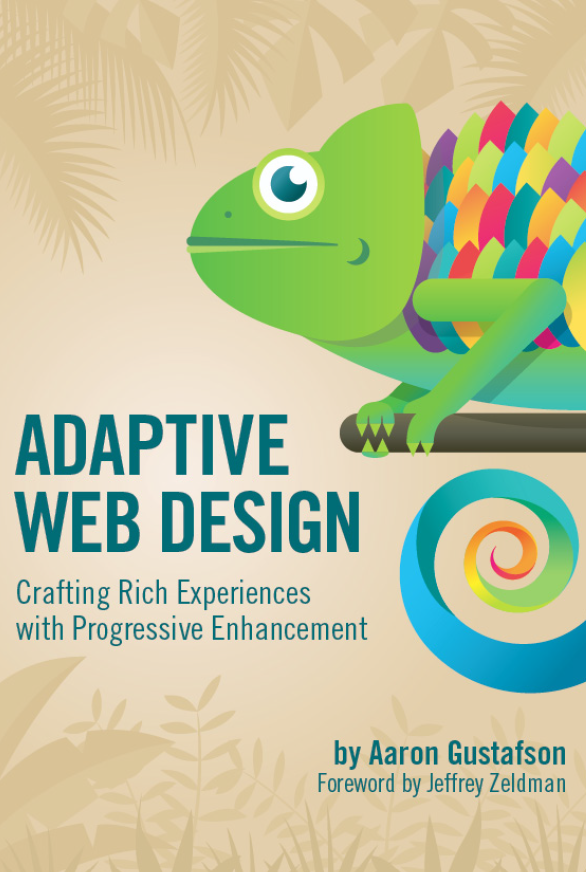 ADAPTIVE
WEB DESIGN
Crafting Rich Experiences
with Progressive Enhancement
by Aaron Gustafson
Foreword by Jeffrey Zeldman